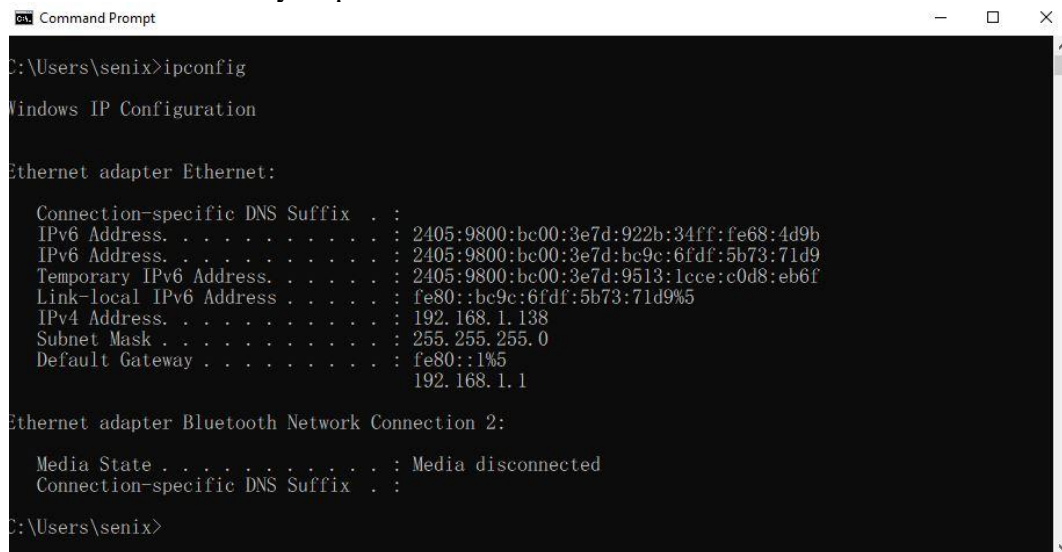 Command Prompt
C:\Users\senix>ipconfig
Windows IP Configuration
Ethernet adapter Ethernet:
Connection-specific DNS Suffix . :
IPv6 Address. . . . . . . . . . . : 2405:9800:bc00:3e7d:922b:34ff:fe68:4d9b
IPv6 Address. . . . . . . . . . . : 2405:9800:bc00:3e7d:bc9c:6fdf:5b73:71d9
Temporary IPv6 Address. . . . . . : 2405:9800:bc00:3e7d:9513:1cce:c0d8:eb6f
Link-local IPv6 Address . . . . . : fe80::bc9c:6fdf:5b73:71d9%5
IPv4 Address. . . . . . . . . . . : 192.168.1.138
Subnet Mask . . . . . . . . . . . : 255.255.255.0
Default Gateway . . . . . . . . . : fe80::1%5
192.168.1.1
Ethernet adapter Bluetooth Network Connection 2:
Media State . . . . . . . . . . . : Media disconnected
Connection-specific DNS Suffix . :
C:\Users\senix>